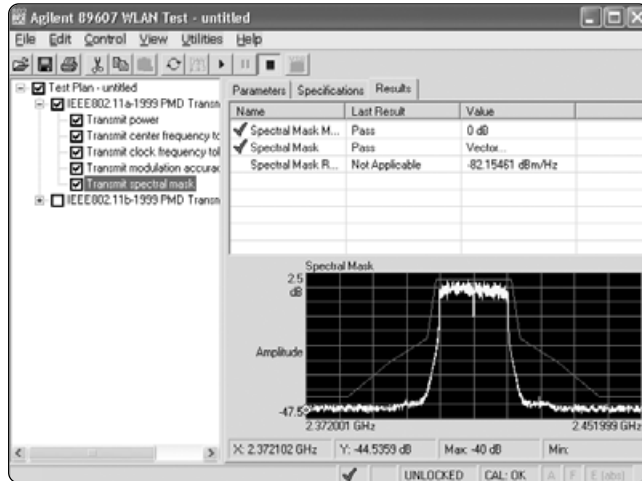 Agilent 89607 WLAN Test - untitled
File Edit Control View Utilities Help
Test Plan - untitled
IEEE802.11a-1999 PMD Transn
Transmit power
Transmit center frequency to
Transmit clock frequency tol
Transmit modulation accurac
Transmit spectral mask
IEEE802.11b-1999 PMD Transn
Parameters Specifications Results
Name Last Result Value
Spectral Mask M... Pass 0 dB
Spectral Mask Pass Vector...
Spectral Mask R... Not Applicable -82.15461 dBm/Hz
Spectral Mask
2.5
dB
Amplitude
-47.5
2.372001 GHz 2.451999 GHz
X: 2.372102 GHz Y: -44.5359 dB Max: -40 dB Min:
UNLOCKED CAL: OK A F E (abs)